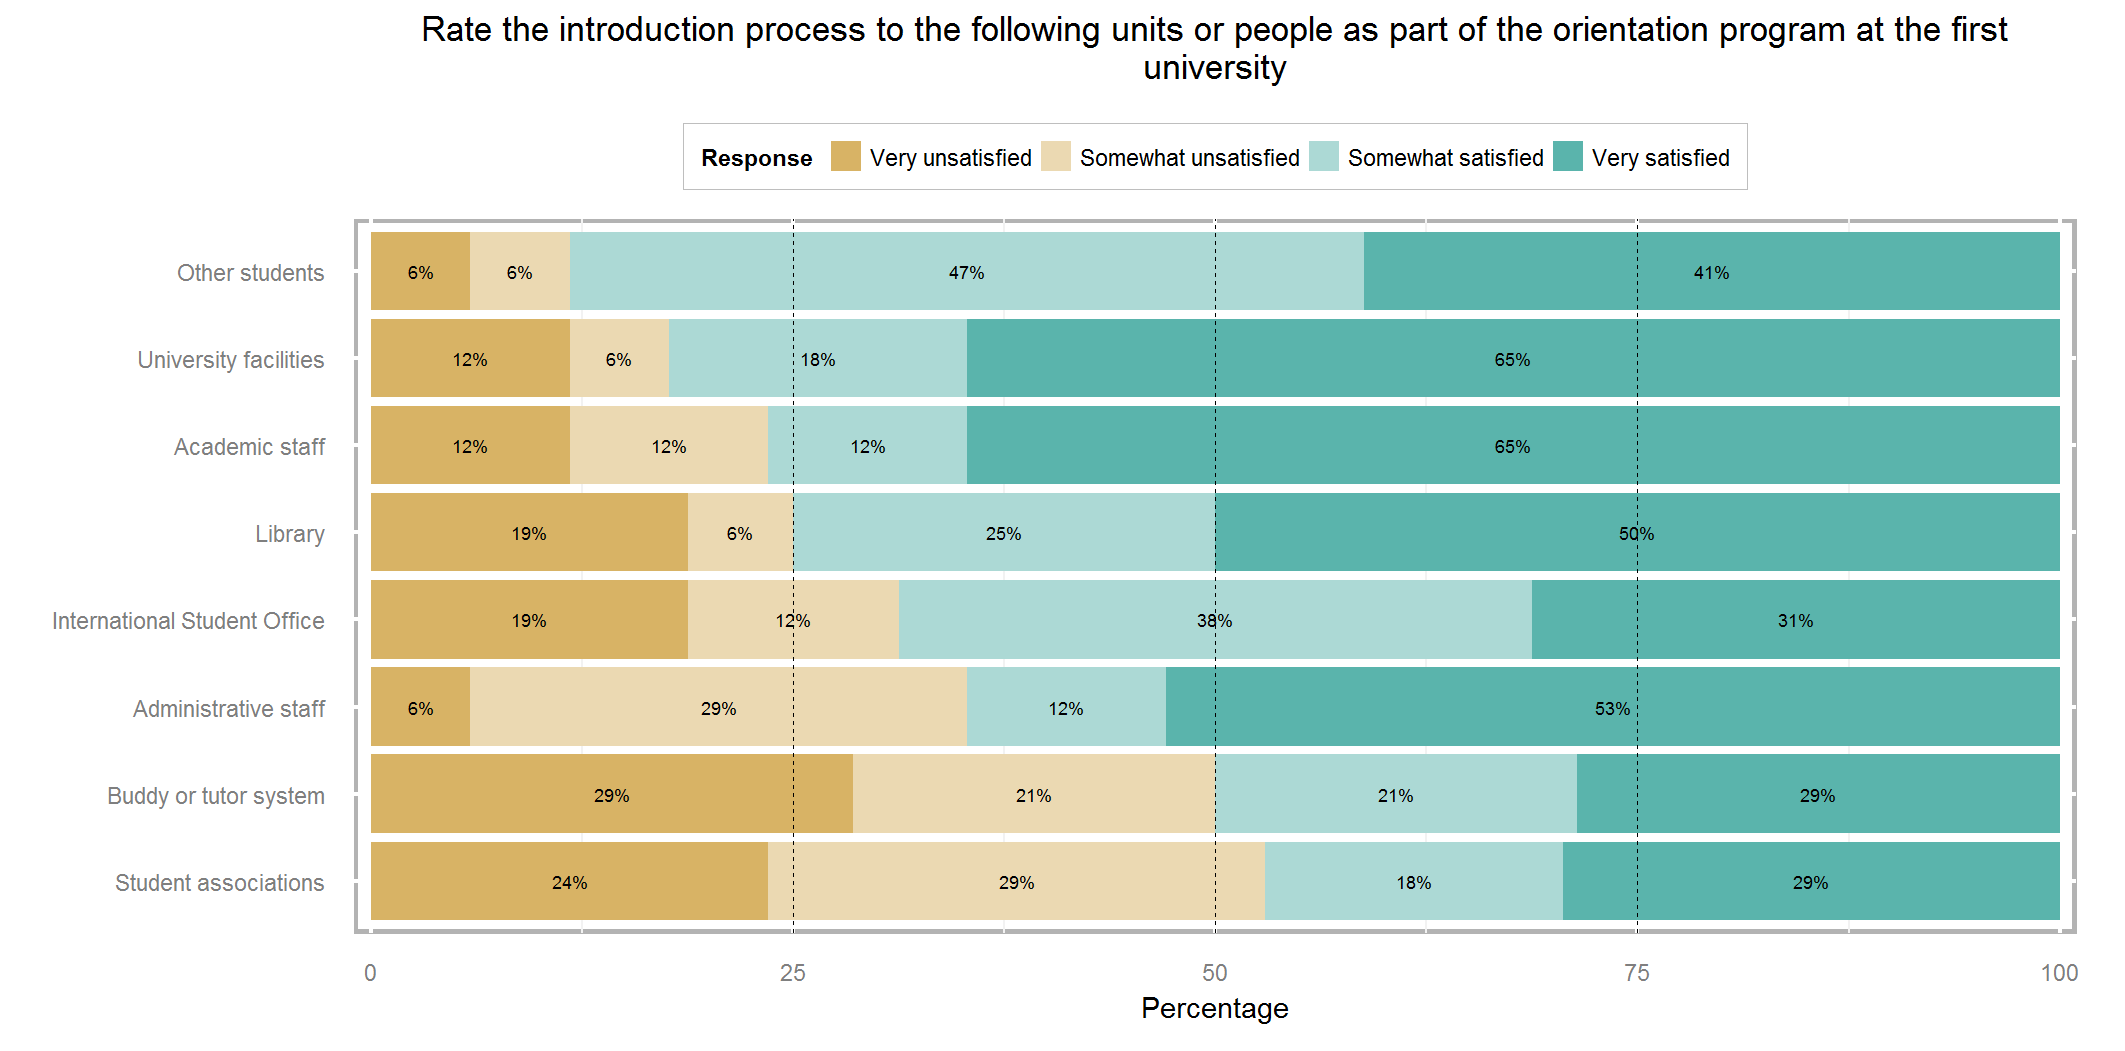 Rate the introduction process to the following units or people as part of the orientation program at the first
university
Response Very unsatisfied Somewhat unsatisfied Somewhat satisfied Very satisfied
Other students 6% 6% 47% 41%
University facilities 12% 6% 18% 65%
Academic staff 12% 12% 12% 65%
Library 19% 6% 25% 50%
International Student Office 19% 12% 38% 31%
Administrative staff 6% 29% 12% 53%
Buddy or tutor system 29% 21% 21% 29%
Student associations 24% 29% 18% 29%
0 25 50 75 100
Percentage